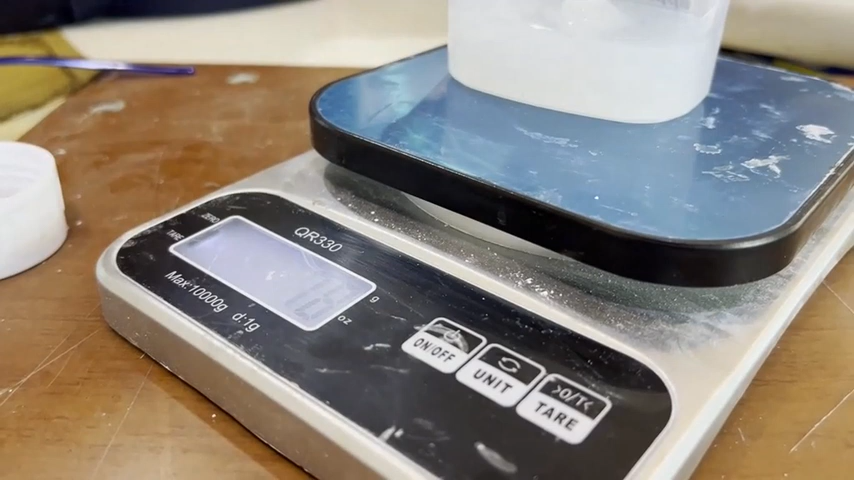 ZERO
TARE
QR330
Max:10000g d:1g
g
oz
ON/OFF
UNIT
>0/T<
TARE